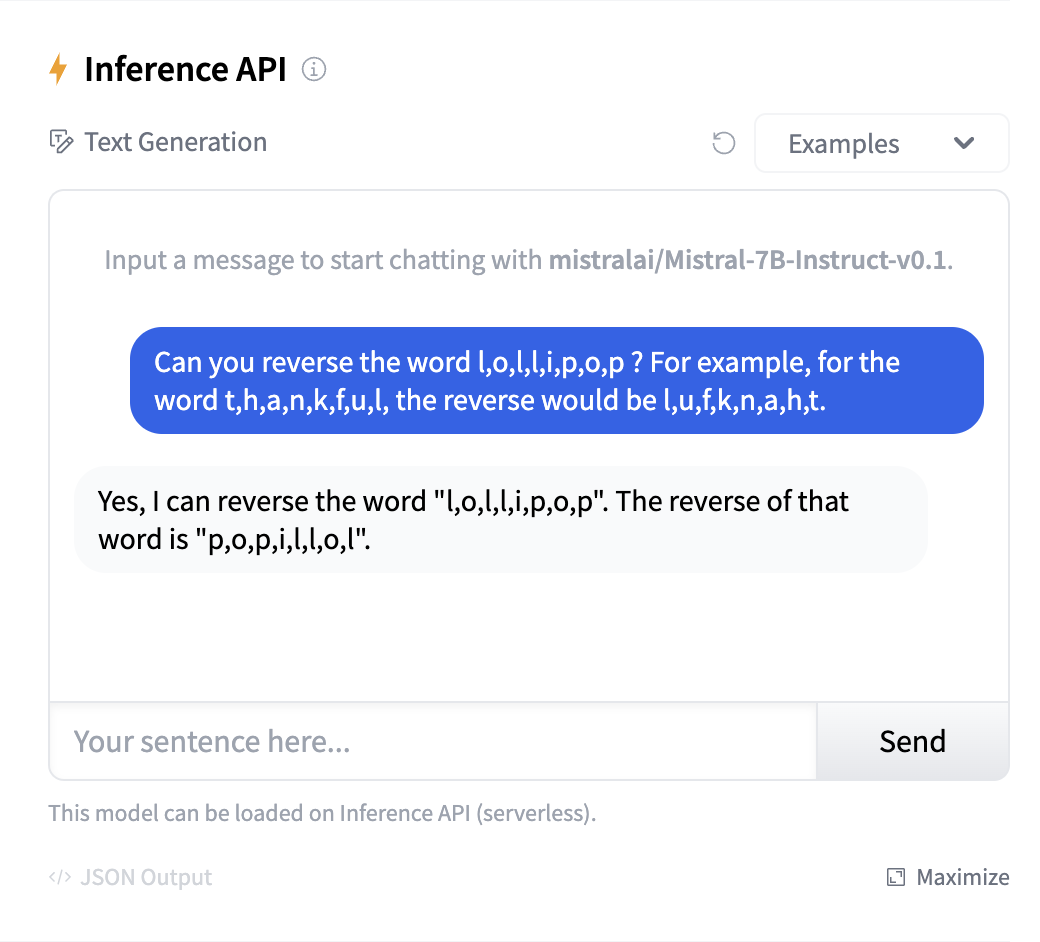 Inference API
Text Generation
Examples
Input a message to start chatting with mistralai/Mistral-7B-Instruct-v0.1.
Can you reverse the word l,o,l,l,i,p,o,p ? For example, for the
word t,h,a,n,k,f,u,l, the reverse would be l,u,f,k,n,a,h,t.
Yes, I can reverse the word "l,o,l,l,i,p,o,p". The reverse of that
word is "p,o,p,i,l,l,o,l".
Your sentence here...
Send
This model can be loaded on Inference API (serverless).
</> JSON Output
Maximize